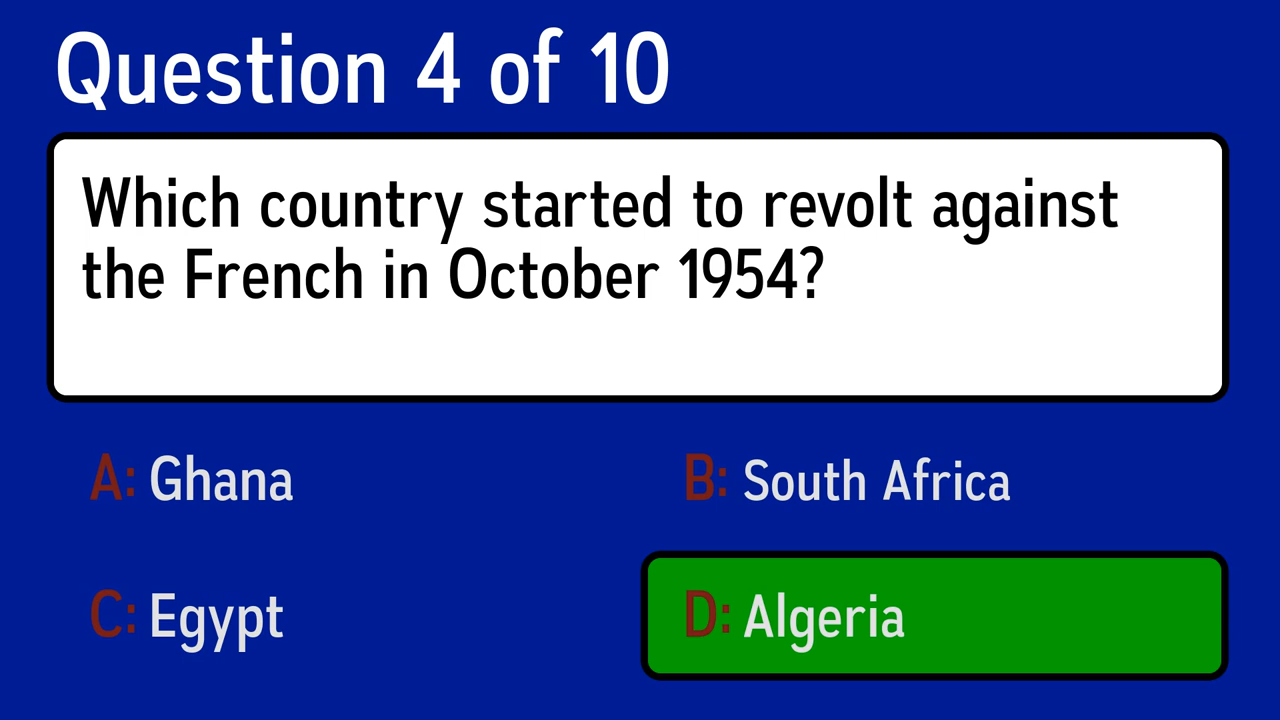 Question 4 of 10
Which country started to revolt against
the French in October 1954?
A: Ghana
B: South Africa
C: Egypt
D: Algeria